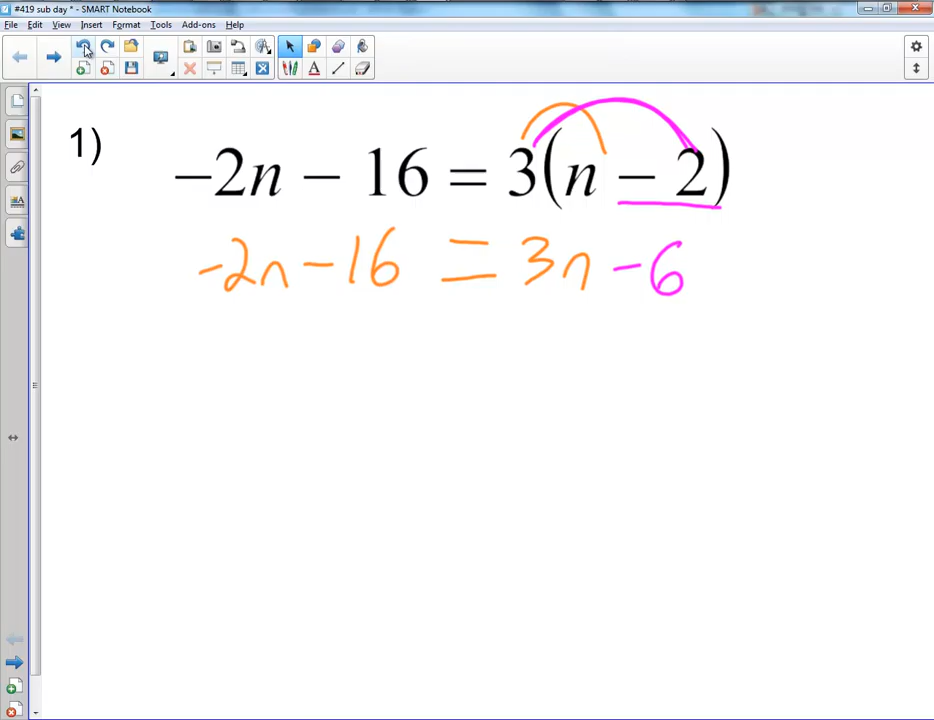 #419 sub day * - SMART Notebook
File Edit View Insert Format Tools Add-ons Help
1)
−2n − 16 = 3(n − 2)
-2n - 16 = 3n - 6